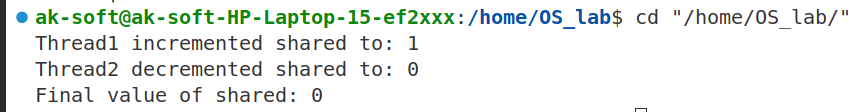 ak-soft@ak-soft-HP-Laptop-15-ef2xxx:/home/OS_lab$ cd "/home/OS_lab/"
Thread1 incremented shared to: 1
Thread2 decremented shared to: 0
Final value of shared: 0